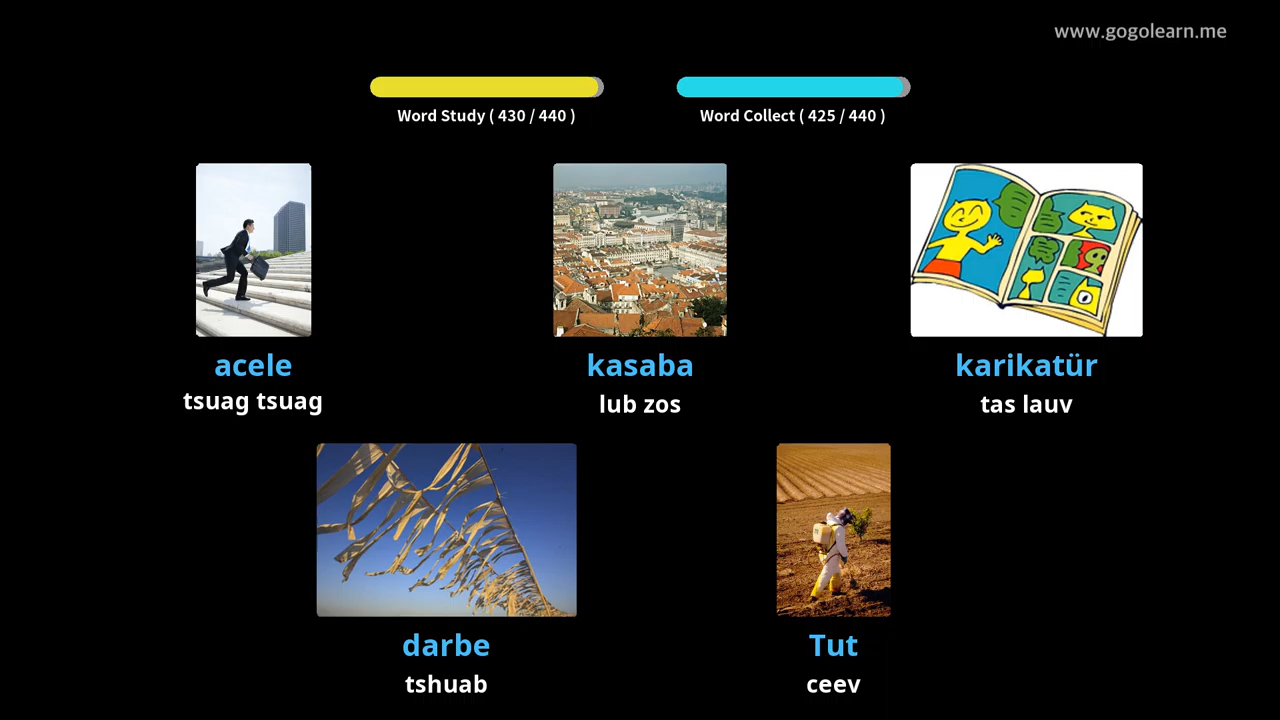 www.gogolearn.me
Word Study ( 430 / 440 )
Word Collect ( 425 / 440 )
acele
tsuag tsuag
kasaba
lub zos
karikatür
tas lauv
darbe
tshuab
Tut
ceev